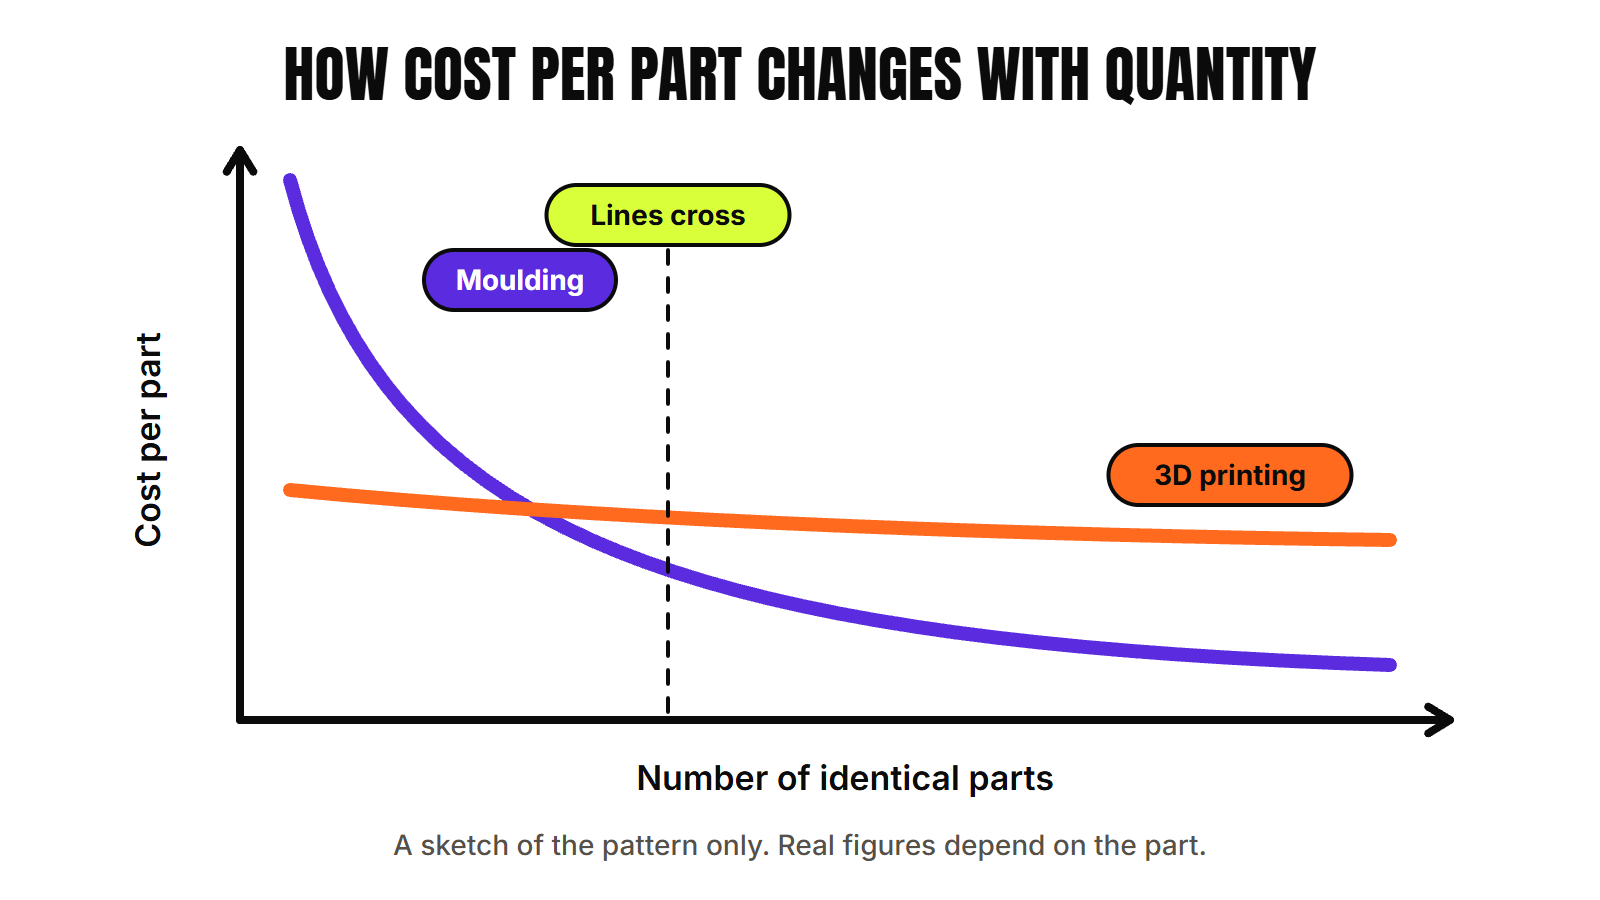 HOW COST PER PART CHANGES WITH QUANTITY
Lines cross
Moulding
3D printing
Cost per part
Number of identical parts
A sketch of the pattern only. Real figures depend on the part.